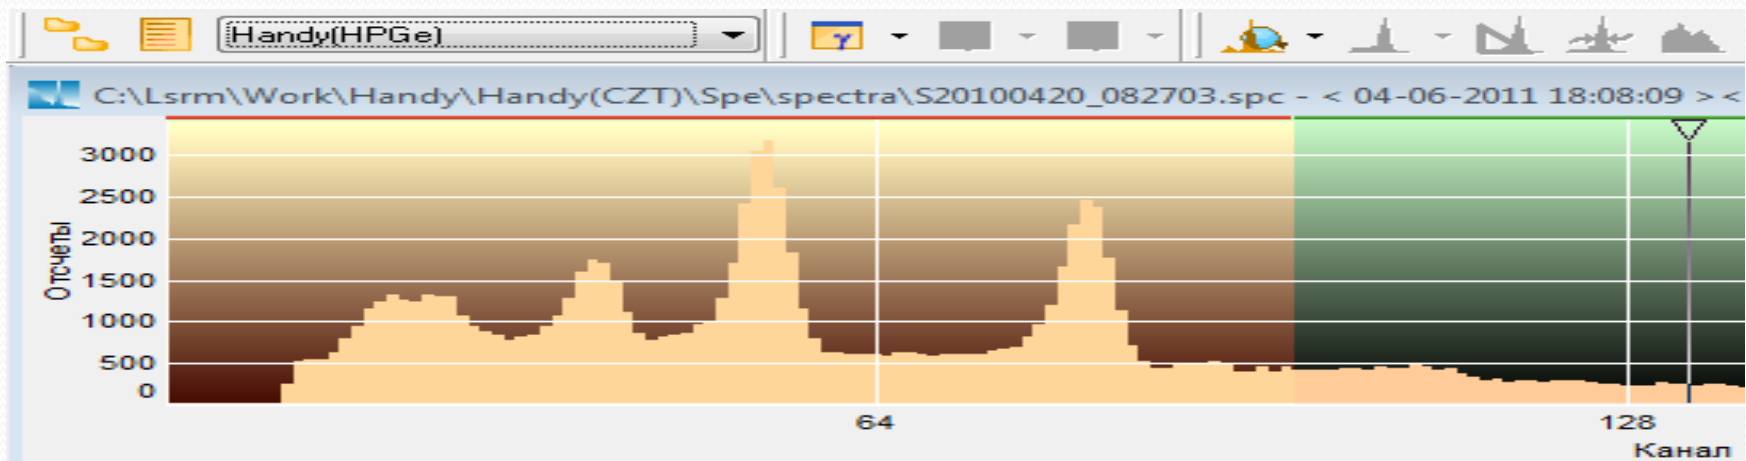 Handy(HPGe)
γ
C:\Lsrm\Work\Handy\Handy(CZT)\Spe\spectra\S20100420_082703.spc - < 04-06-2011 18:08:09 > <
3000
2500
2000
1500
1000
500
0
Отсчеты
64
128
Канал